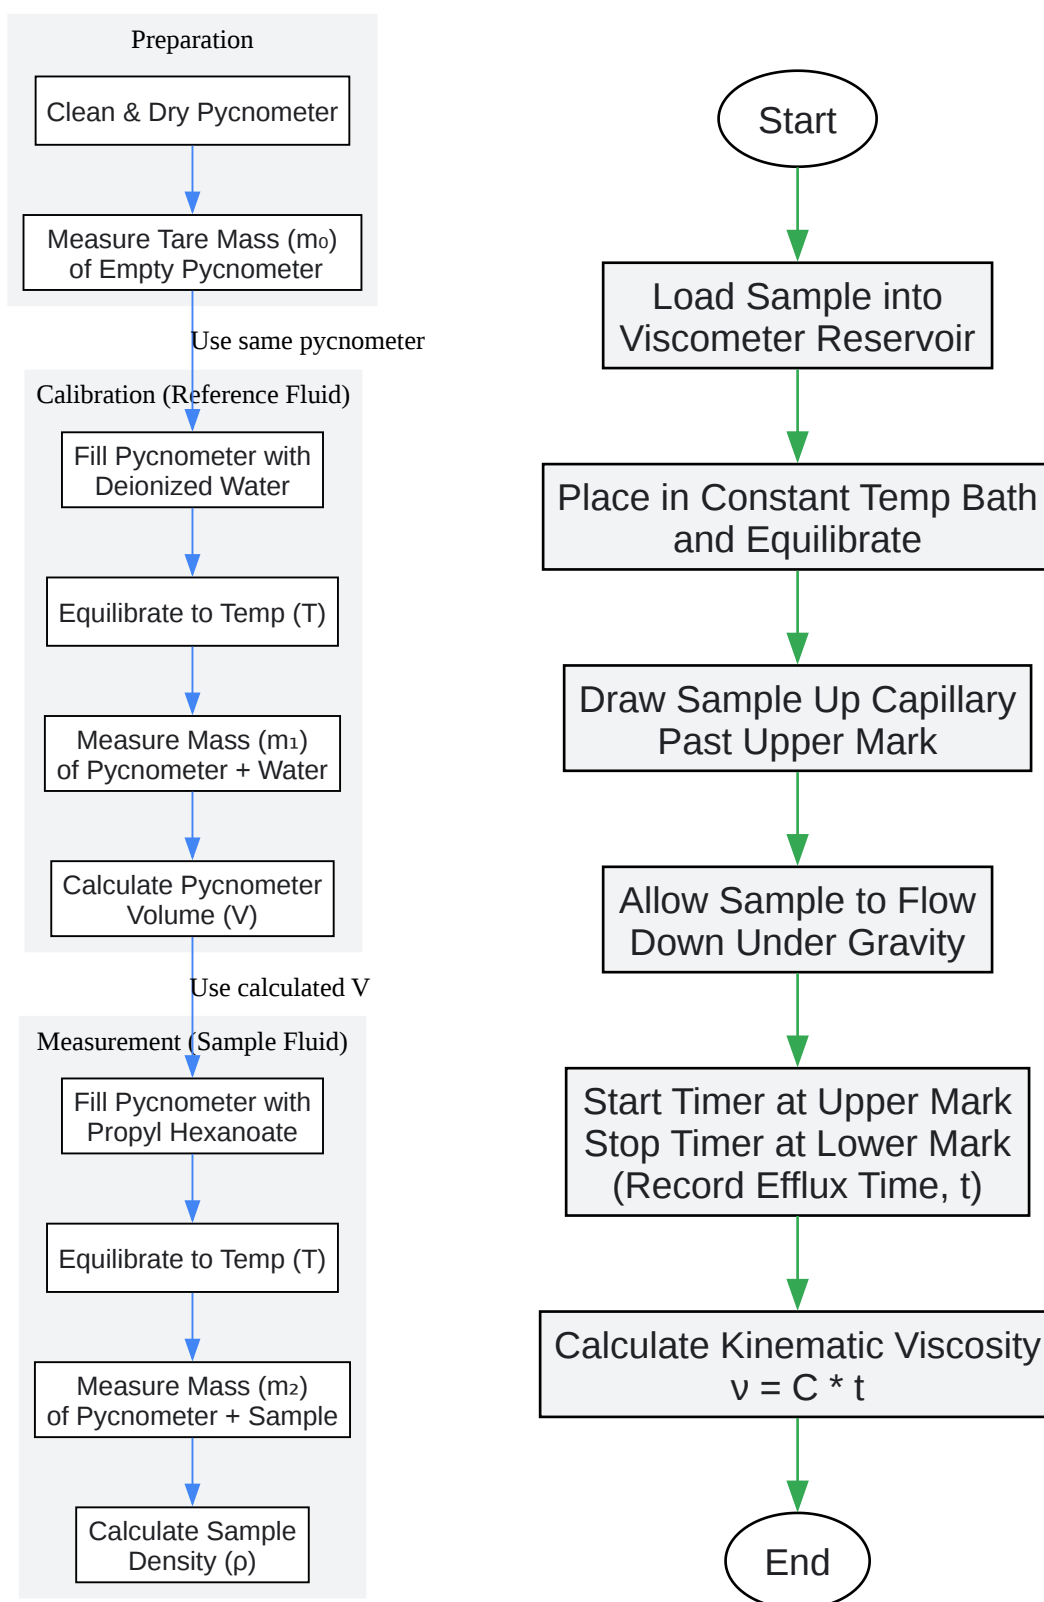 Preparation
Clean & Dry Pycnometer
Measure Tare Mass (m₀)
of Empty Pycnometer
Use same pycnometer
Calibration (Reference Fluid)
Fill Pycnometer with
Deionized Water
Equilibrate to Temp (T)
Measure Mass (m₁)
of Pycnometer + Water
Calculate Pycnometer
Volume (V)
Use calculated V
Measurement (Sample Fluid)
Fill Pycnometer with
Propyl Hexanoate
Equilibrate to Temp (T)
Measure Mass (m₂)
of Pycnometer + Sample
Calculate Sample
Density (ρ)
Start
Load Sample into
Viscometer Reservoir
Place in Constant Temp Bath
and Equilibrate
Draw Sample Up Capillary
Past Upper Mark
Allow Sample to Flow
Down Under Gravity
Start Timer at Upper Mark
Stop Timer at Lower Mark
(Record Efflux Time, t)
Calculate Kinematic Viscosity
ν = C * t
End